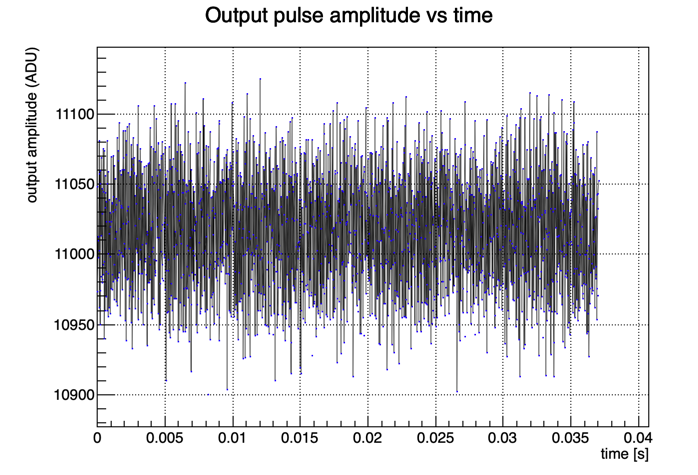 Output pulse amplitude vs time
output amplitude (ADU)
11100
11050
11000
10950
10900
0 0.005 0.01 0.015 0.02 0.025 0.03 0.035 0.04
time [s]